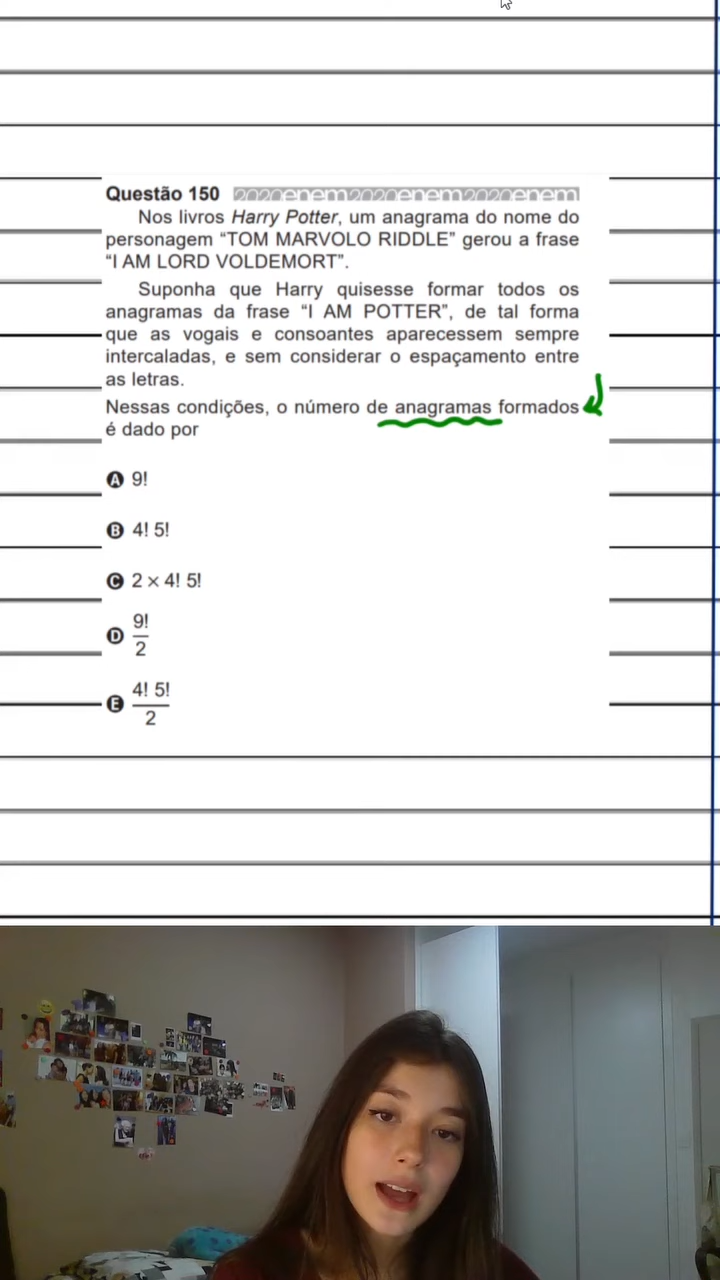 Questão 150 2020enem2020enem2020enem
Nos livros Harry Potter, um anagrama do nome do
personagem “TOM MARVOLO RIDDLE” gerou a frase
“I AM LORD VOLDEMORT”.
Suponha que Harry quisesse formar todos os
anagramas da frase “I AM POTTER”, de tal forma
que as vogais e consoantes aparecessem sempre
intercaladas, e sem considerar o espaçamento entre
as letras.
Nessas condições, o número de anagramas formados
é dado por
A 9!
B 4! 5!
C 2 × 4! 5!
D 9!
2
E 4! 5!
2